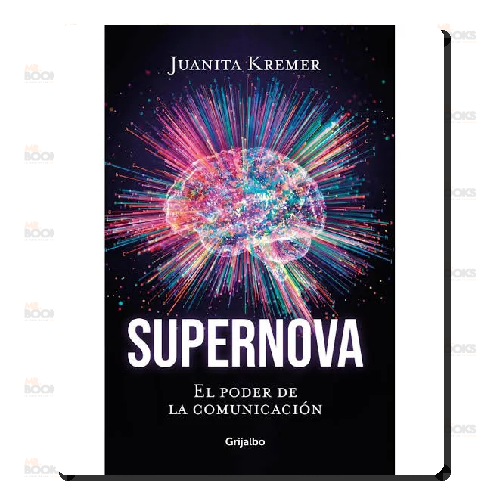 JUANITA KREMER
SUPERNOVA
EL PODER DE
LA COMUNICACIÓN
Grijalbo